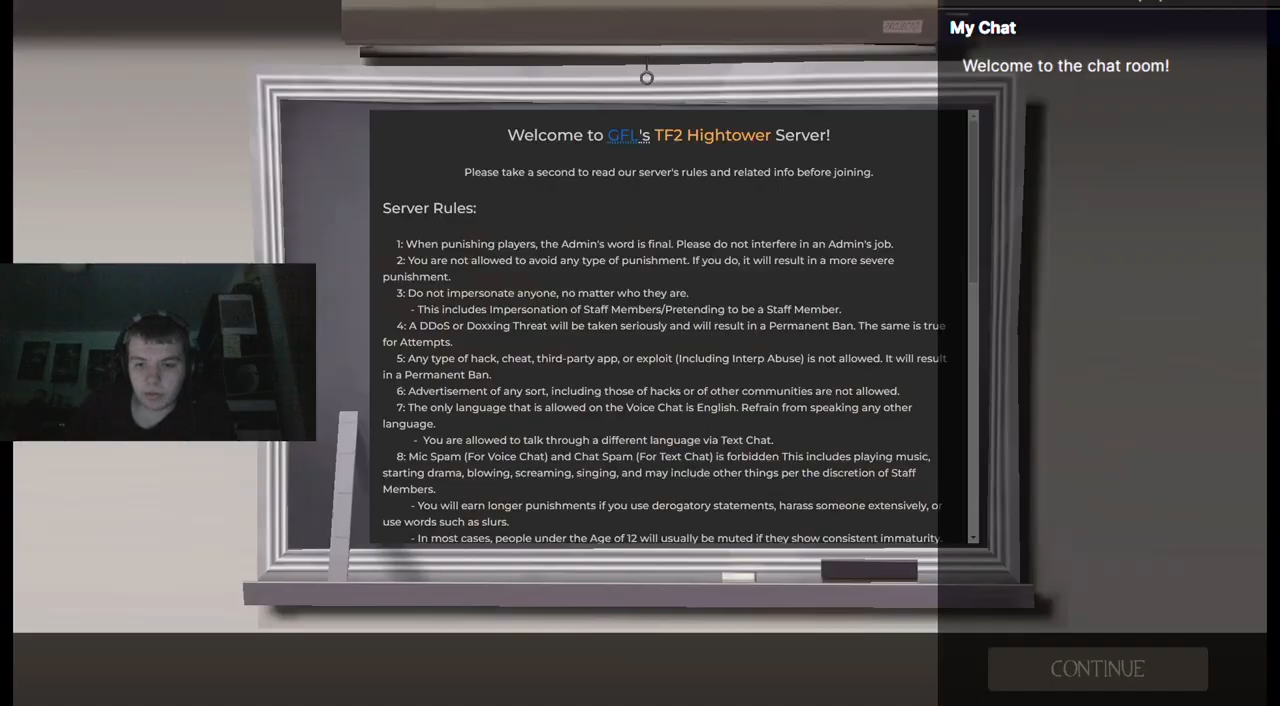 My Chat
Welcome to the chat room!
Welcome to GFL's TF2 Hightower Server!
Please take a second to read our server's rules and related info before joining.
Server Rules:
1: When punishing players, the Admin's word is final. Please do not interfere in an Admin's job.
2: You are not allowed to avoid any type of punishment. If you do, it will result in a more severe
punishment.
3: Do not impersonate anyone, no matter who they are.
- This includes Impersonation of Staff Members/Pretending to be a Staff Member.
4: A DDoS or Doxxing Threat will be taken seriously and will result in a Permanent Ban. The same is true
for Attempts.
5: Any type of hack, cheat, third-party app, or exploit (Including Interp Abuse) is not allowed. It will result
in a Permanent Ban.
6: Advertisement of any sort, including those of hacks or of other communities are not allowed.
7: The only language that is allowed on the Voice Chat is English. Refrain from speaking any other
language.
- You are allowed to talk through a different language via Text Chat.
8: Mic Spam (For Voice Chat) and Chat Spam (For Text Chat) is forbidden This includes playing music,
starting drama, blowing, screaming, singing, and may include other things per the discretion of Staff
Members.
- You will earn longer punishments if you use derogatory statements, harass someone extensively, or
use words such as slurs.
- In most cases, people under the Age of 12 will usually be muted if they show consistent immaturity.
CONTINUE